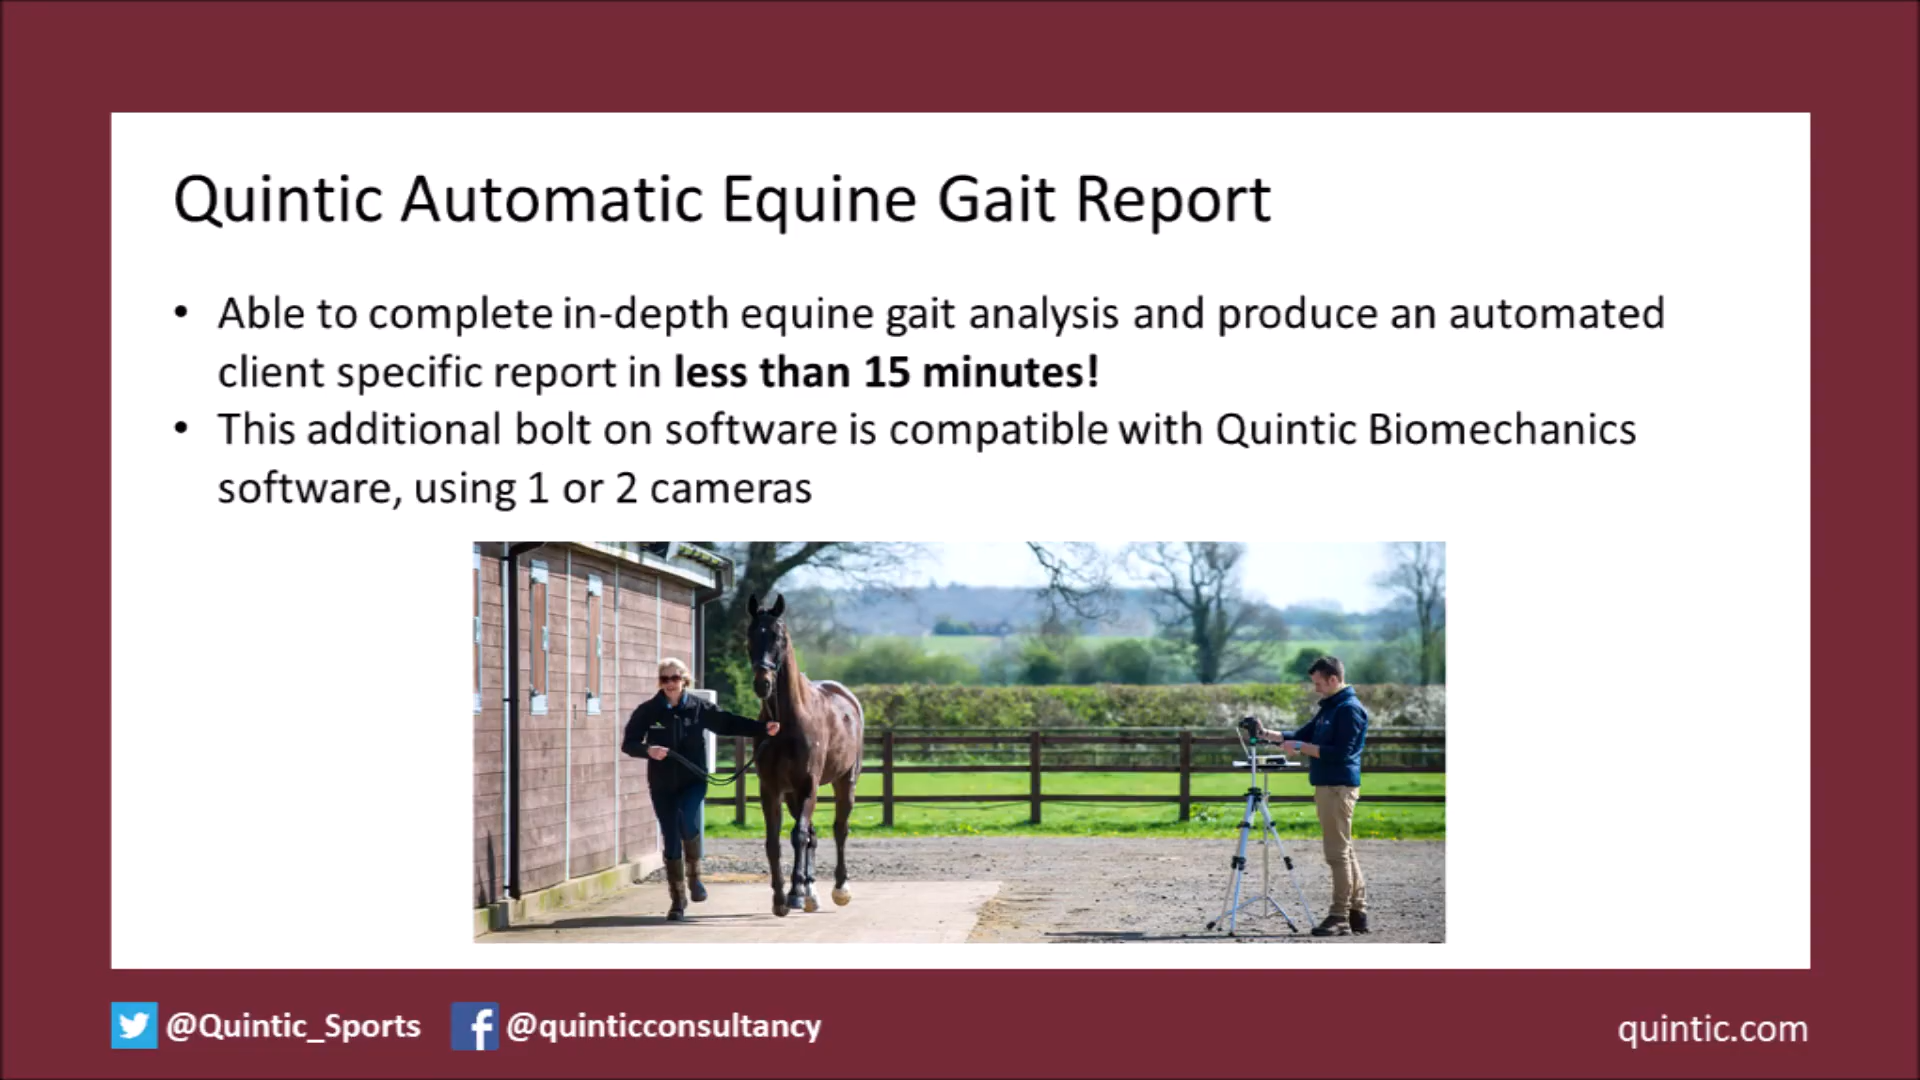 Quintic Automatic Equine Gait Report
• Able to complete in-depth equine gait analysis and produce an automated
client specific report in less than 15 minutes!
• This additional bolt on software is compatible with Quintic Biomechanics
software, using 1 or 2 cameras
@Quintic_Sports @quinticconsultancy quintic.com